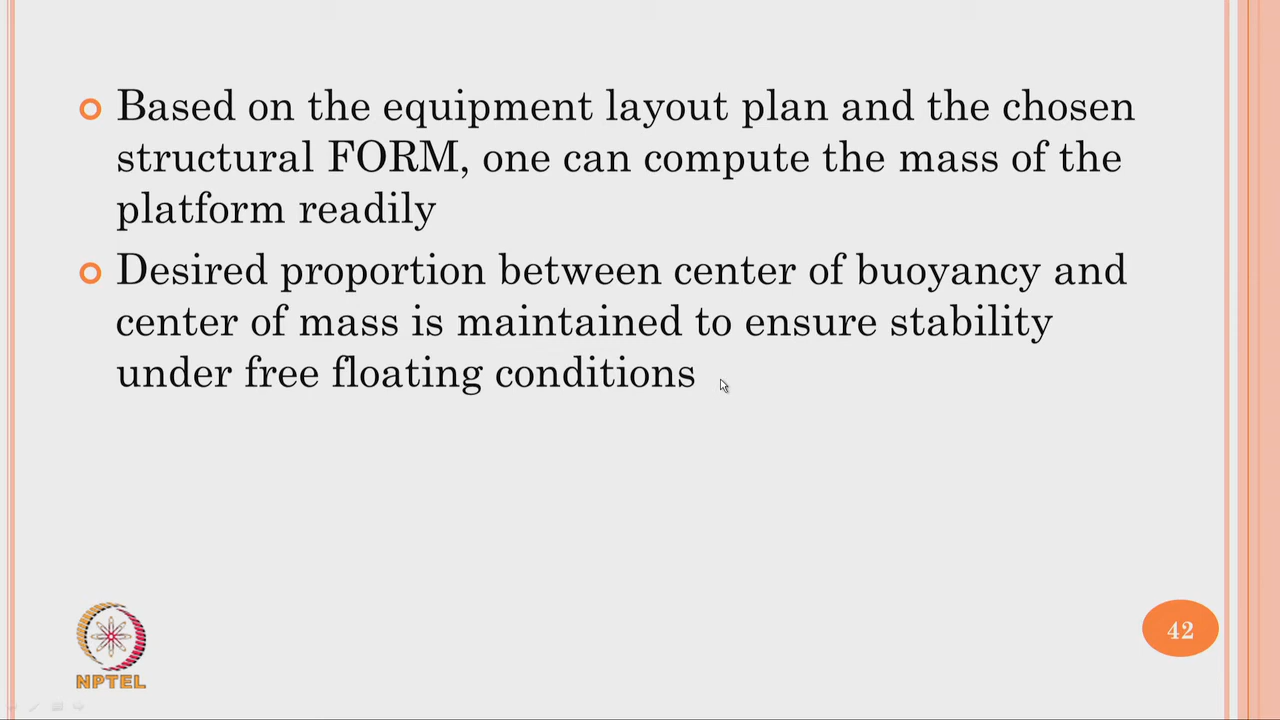 Based on the equipment layout plan and the chosen
structural FORM, one can compute the mass of the
platform readily
Desired proportion between center of buoyancy and
center of mass is maintained to ensure stability
under free floating conditions
42
NPTEL